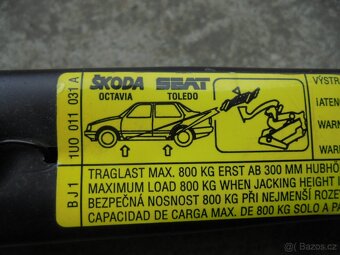 ŠKODA SEAT
OCTAVIA TOLEDO
BJ1 1U0 011 031 A
VÝSTR
¡ATENC
WARN
WAR
TRAGLAST MAX. 800 KG ERST AB 300 MM HUBHÖ
MAXIMUM LOAD 800 KG WHEN JACKING HEIGHT I
BEZPEČNÁ NOSNOST 800 KG PŘI NEJMENŠÍ ROZE
CAPACIDAD DE CARGA MAX. DE 800 KG SOLO A PA
bazos.cz